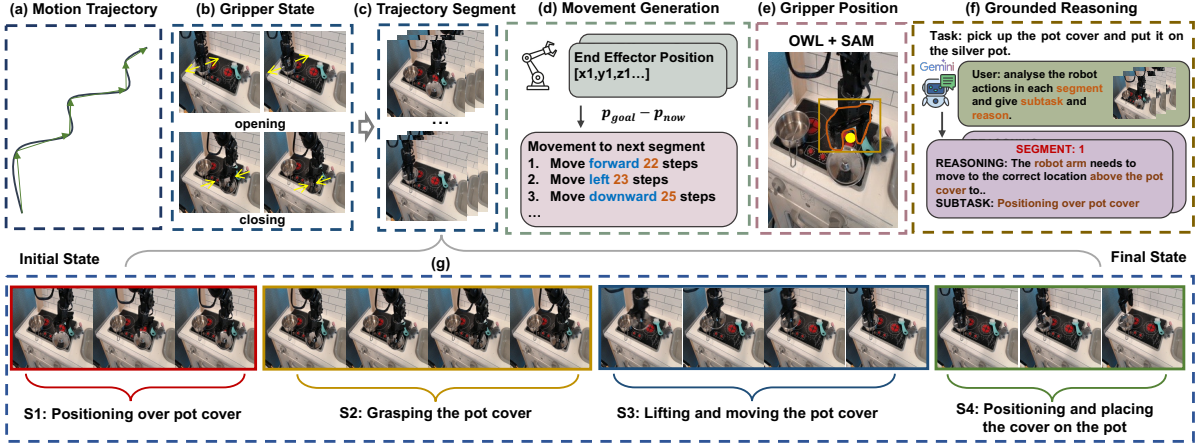 (a) Motion Trajectory
(b) Gripper State
opening
closing
(c) Trajectory Segment
...
(d) Movement Generation
End Effector Position
[x1,y1,z1...]
p_goal − p_now
Movement to next segment
1. Move forward 22 steps
2. Move left 23 steps
3. Move downward 25 steps
...
(e) Gripper Position
OWL + SAM
(f) Grounded Reasoning
Task: pick up the pot cover and put it on
the silver pot.
Gemini
User: analyse the robot
actions in each segment
and give subtask and
reason.
SEGMENT: 1
REASONING: The robot arm needs to
move to the correct location above the pot
cover to..
SUBTASK: Positioning over pot cover
Initial State
(g)
Final State
S1: Positioning over pot cover
S2: Grasping the pot cover
S3: Lifting and moving the pot cover
S4: Positioning and placing
the cover on the pot